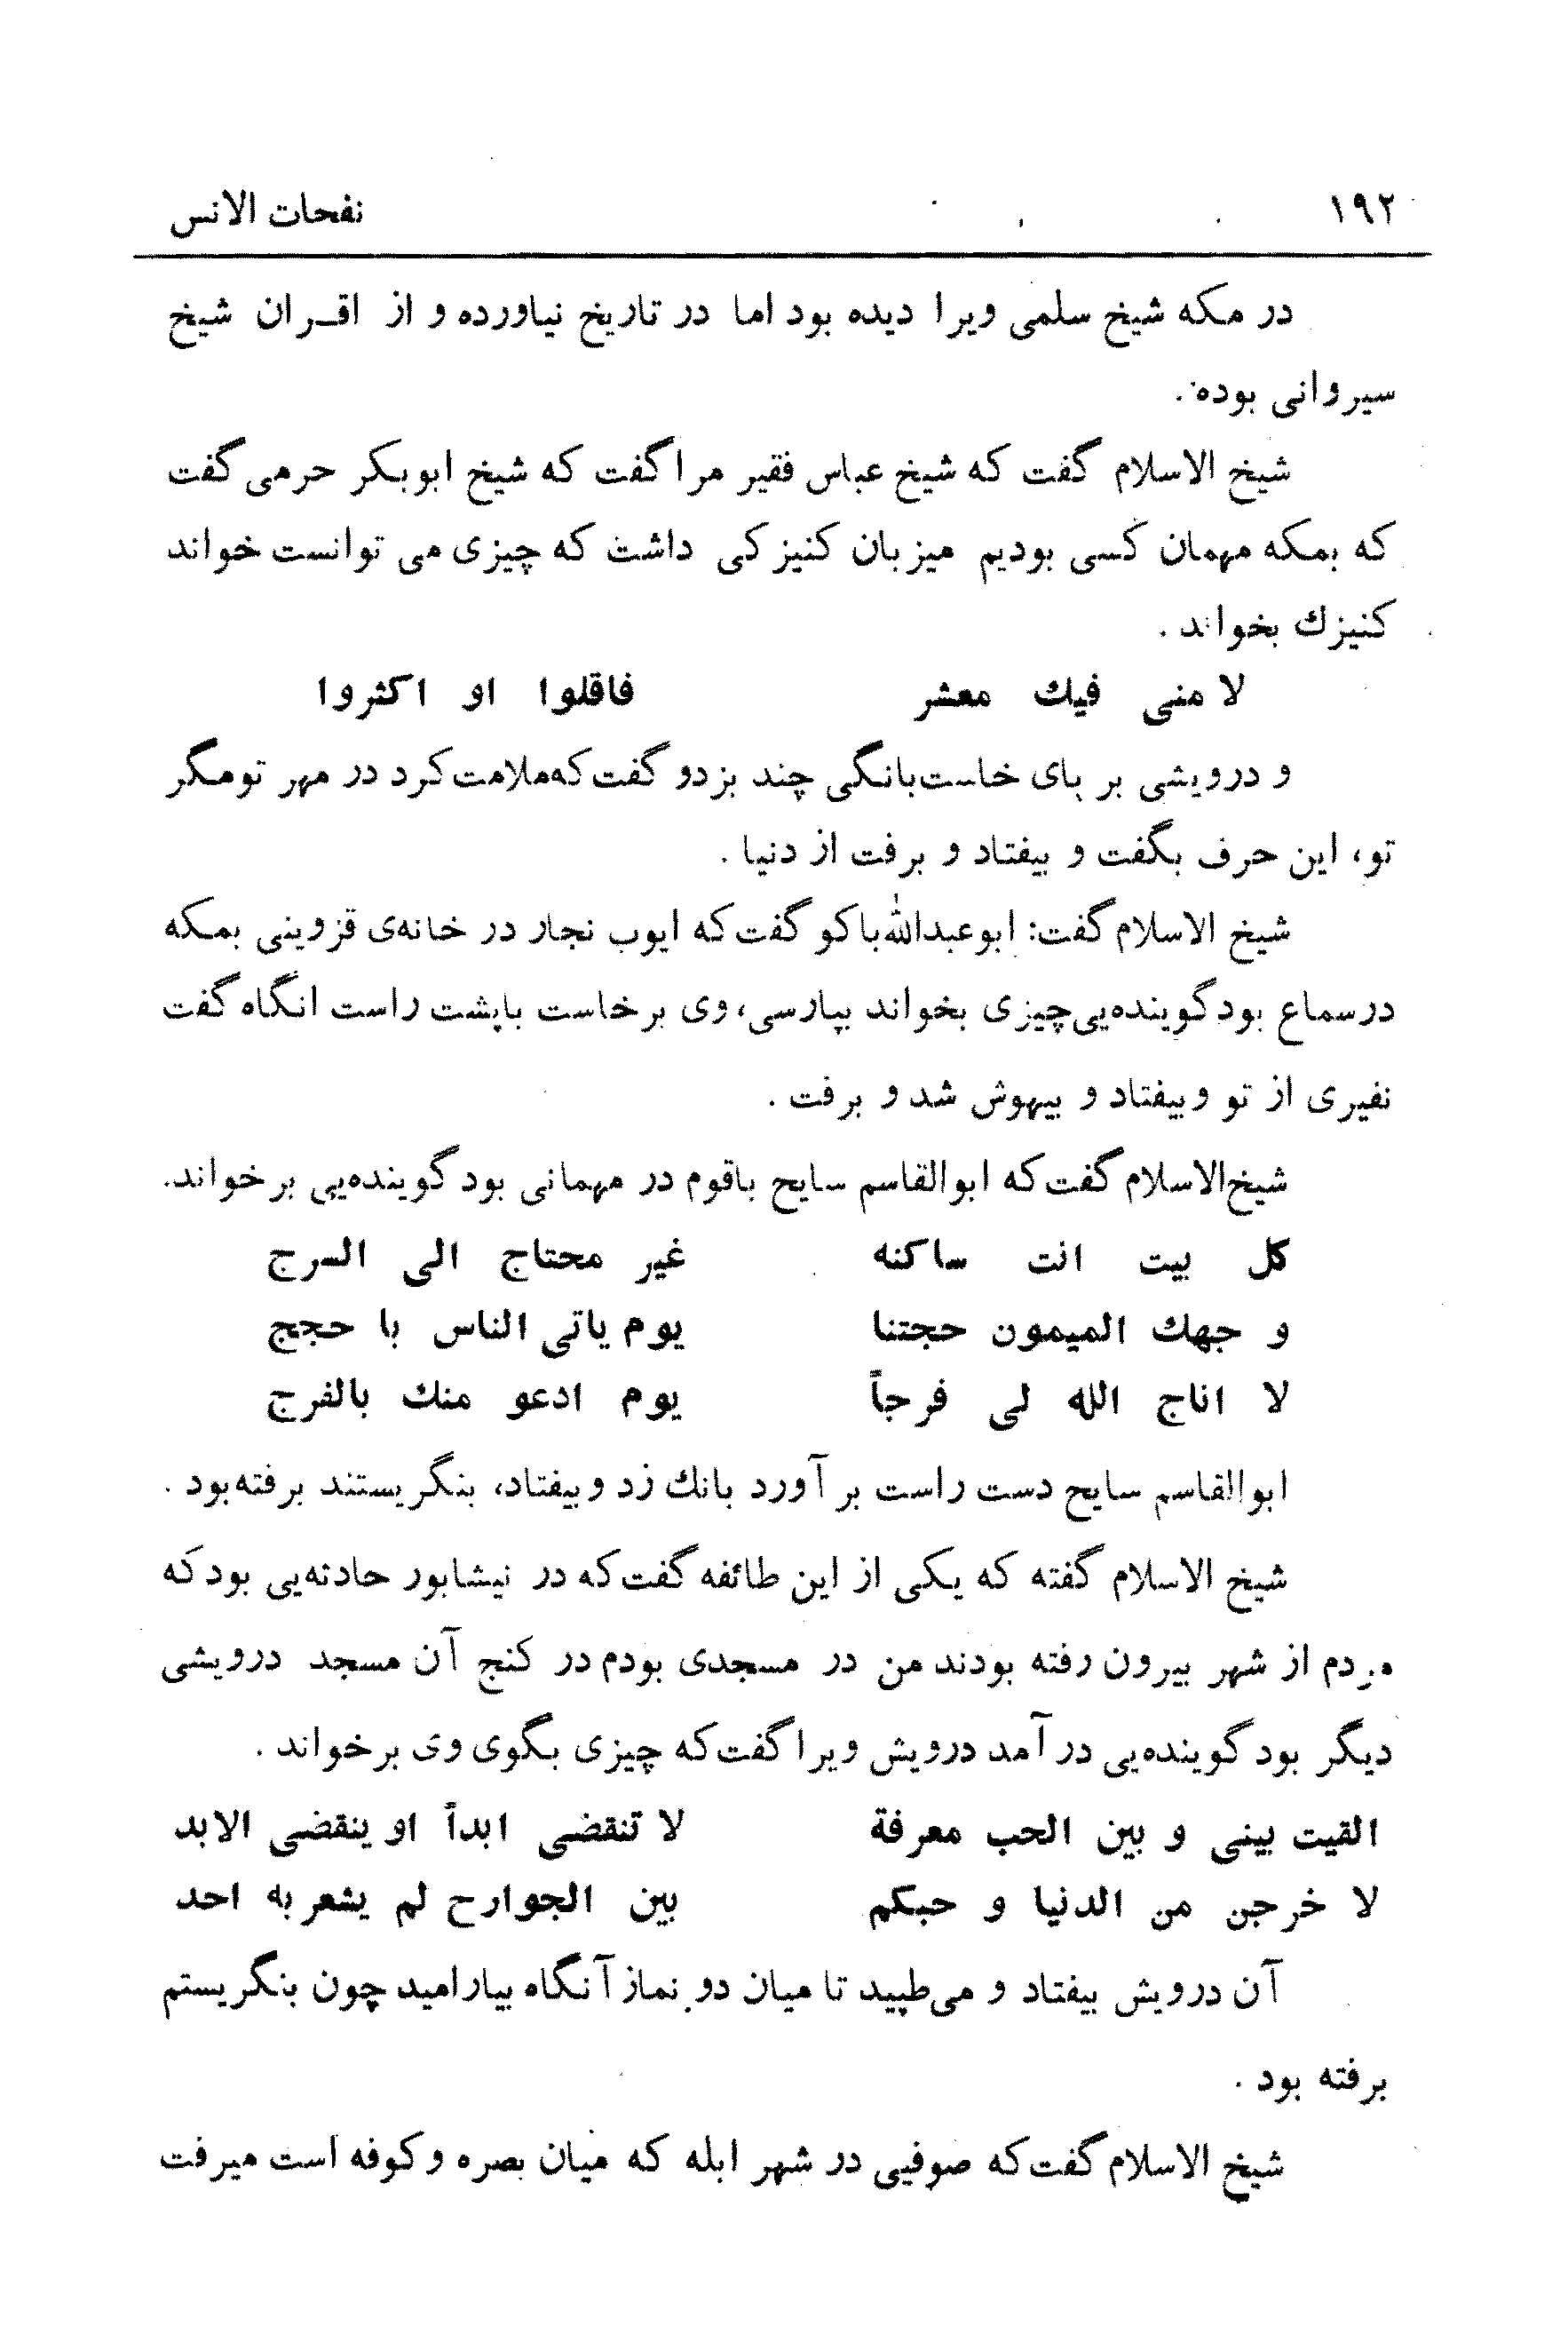 ۱۹۲ نفحات الانس
در مکه شیخ سلمی ویرا دیده بود اما در تاریخ نیاورده و از اقران شیخ
سیروانی بوده.
شیخ الاسلام گفت که شیخ عباس فقیر مرا گفت که شیخ ابوبکر حرمی گفت
که بمکه مهمان کسی بودیم میزبان کنیزکی داشت که چیزی می توانست خواند
کنیزك بخواند .
لا منی فیك معشر فاقلوا او اکثروا
و درویشی بر پای خاست بانگی چند بزد و گفت که ملامت کرد در مهر تو مگر
تو، این حرف بگفت و بیفتاد و برفت از دنیا .
شیخ الاسلام گفت: ابوعبدالله باکو گفت که ایوب نجار در خانه‌ی قزوینی بمکه
در سماع بود گوینده‌یی چیزی بخواند بپارسی، وی برخاست با پشت راست انگاه گفت
نفیری از تو و بیفتاد و بیهوش شد و برفت .
شیخ‌الاسلام گفت که ابوالقاسم سایح باقوم در مهمانی بود گوینده‌یی برخواند.
کل بیت انت ساکنه غیر محتاج الی السرج
و جهك المیمون حجتنا یوم یاتی الناس با حجج
لا اتاج الله لی فرجاً یوم ادعو منك بالفرج
ابوالقاسم سایح دست راست بر آورد بانك زد و بیفتاد، بنگریستند برفته بود .
شیخ الاسلام گفته که یکی از این طائفه گفت که در نیشابور حادثه‌یی بود که
مردم از شهر بیرون رفته بودند من در مسجدی بودم در کنج آن مسجد درویشی
دیگر بود گوینده‌یی در آمد درویش ویرا گفت که چیزی بگوی وی برخواند .
القیت بینی و بین الحب معرفة لا تنقضی ابداً او ینقضی الابد
لا خرجن من الدنیا و حبکم بین الجوارح لم یشعر به احد
آن درویش بیفتاد و می‌طپید تا میان دو نماز آنگاه بیارامید چون بنگریستم
برفته بود .
شیخ الاسلام گفت که صوفیی در شهر ابله که میان بصره و کوفه است میرفت